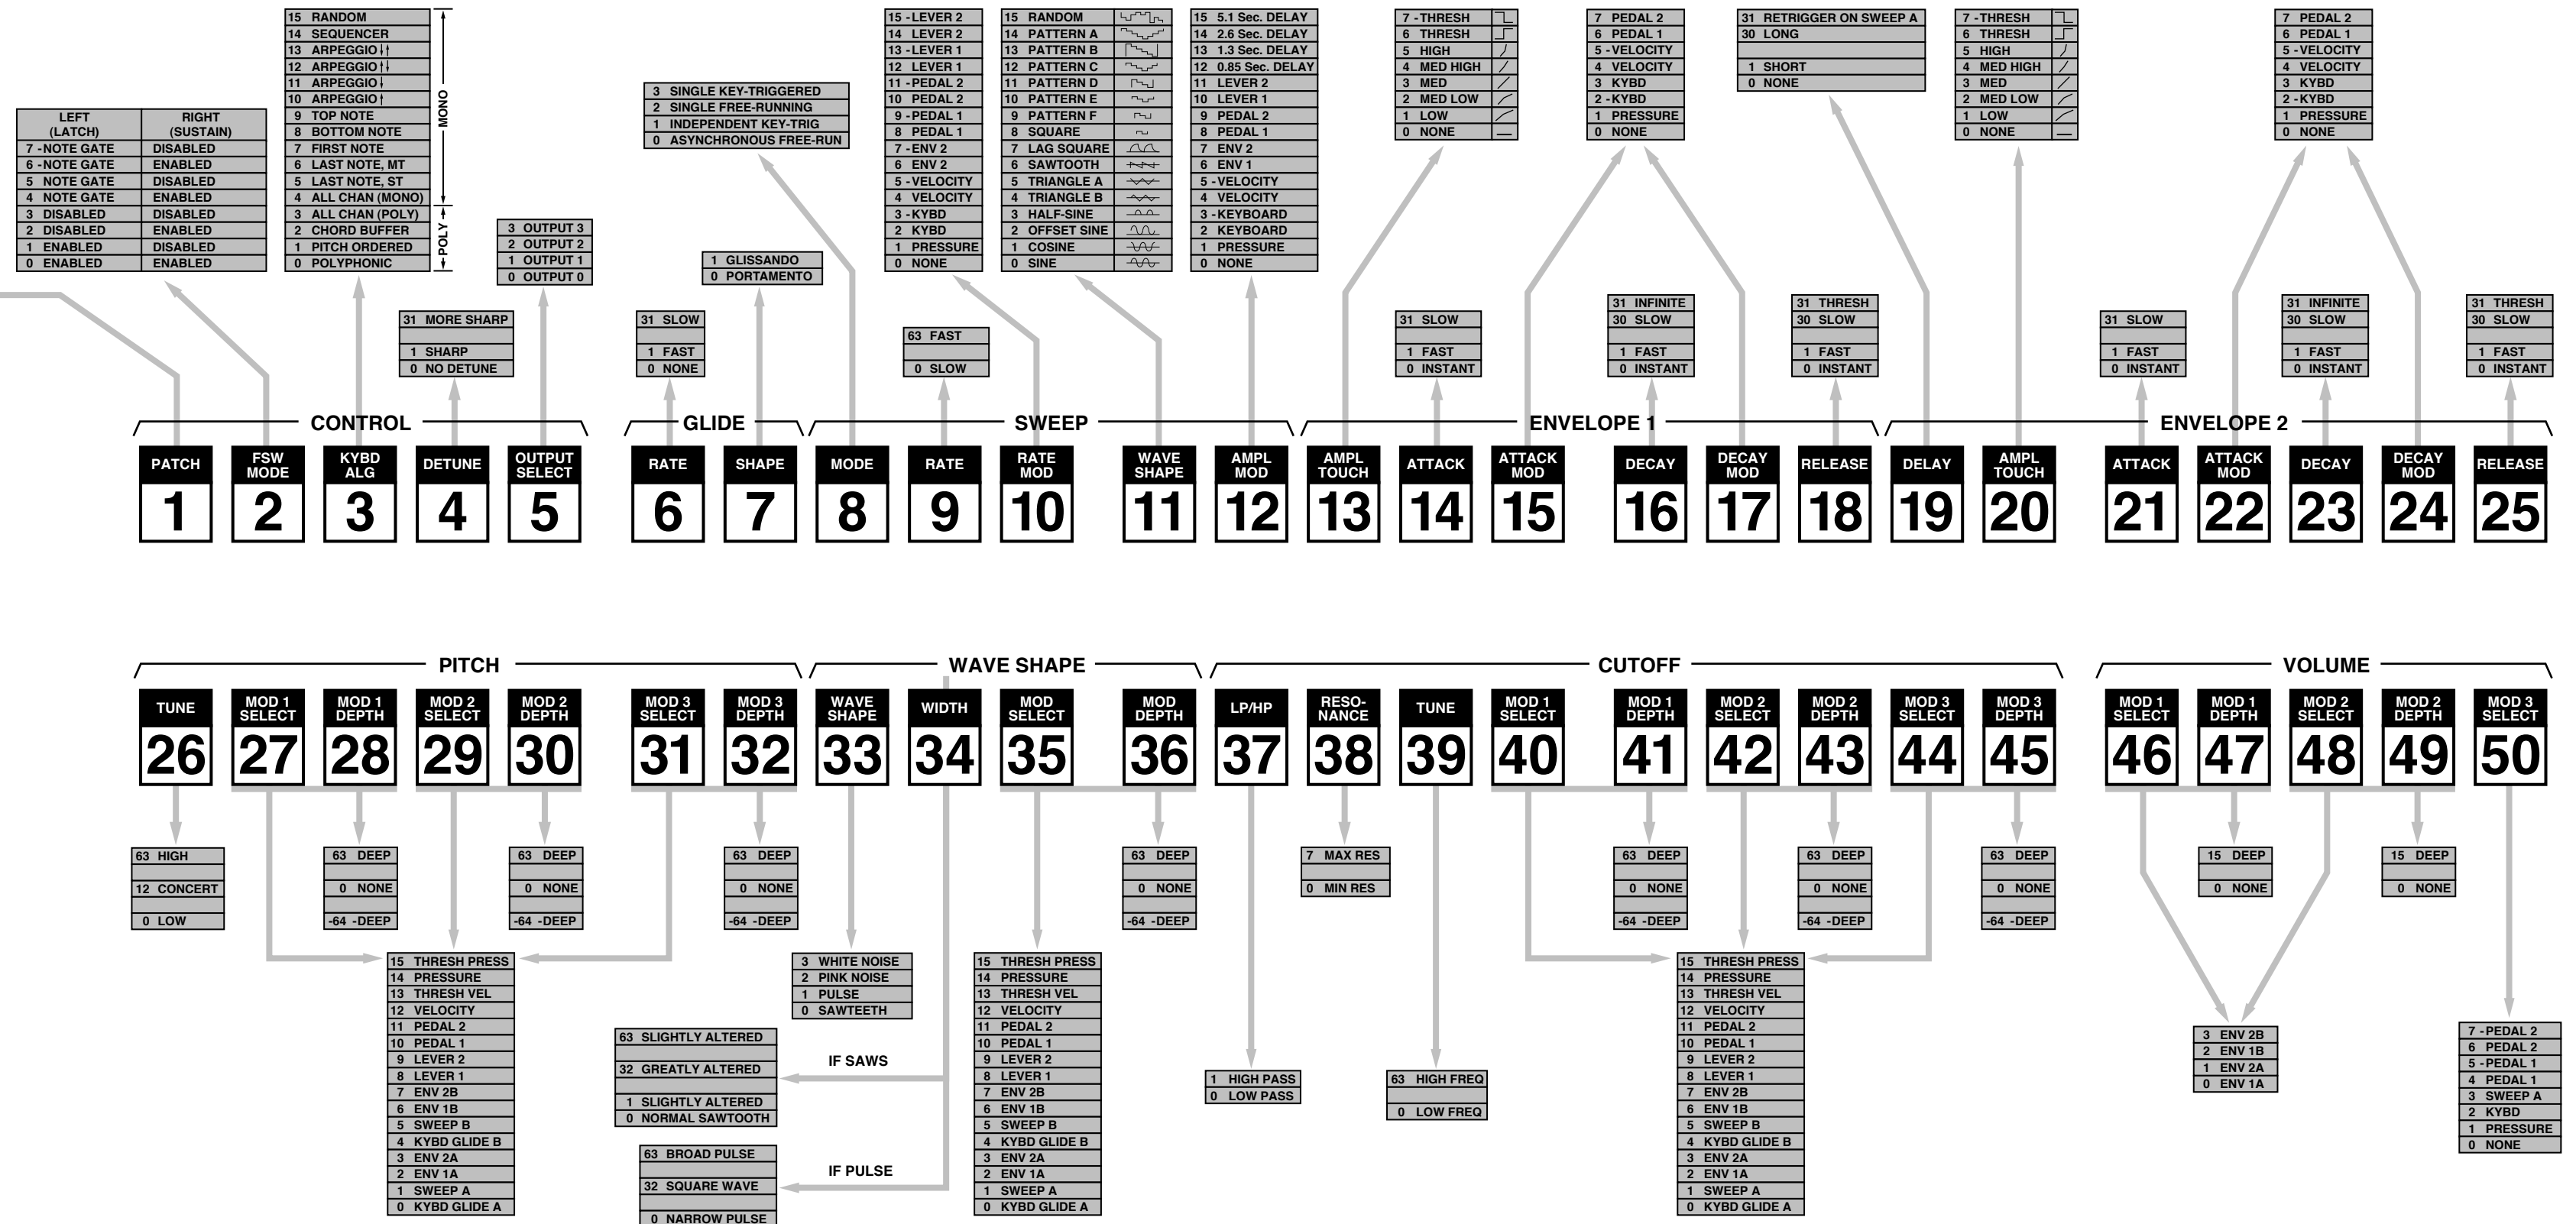 LEFT (LATCH) RIGHT (SUSTAIN)
7 -NOTE GATE DISABLED
6 -NOTE GATE ENABLED
5 NOTE GATE DISABLED
4 NOTE GATE ENABLED
3 DISABLED DISABLED
2 DISABLED ENABLED
1 ENABLED DISABLED
0 ENABLED ENABLED
15 RANDOM
14 SEQUENCER
13 ARPEGGIO ↓↑
12 ARPEGGIO ↑↓
11 ARPEGGIO ↓
10 ARPEGGIO ↑
9 TOP NOTE
8 BOTTOM NOTE
7 FIRST NOTE
6 LAST NOTE, MT
5 LAST NOTE, ST
4 ALL CHAN (MONO)
3 ALL CHAN (POLY)
2 CHORD BUFFER
1 PITCH ORDERED
0 POLYPHONIC
MONO
POLY
31 MORE SHARP
1 SHARP
0 NO DETUNE
3 OUTPUT 3
2 OUTPUT 2
1 OUTPUT 1
0 OUTPUT 0
31 SLOW
1 FAST
0 NONE
1 GLISSANDO
0 PORTAMENTO
3 SINGLE KEY-TRIGGERED
2 SINGLE FREE-RUNNING
1 INDEPENDENT KEY-TRIG
0 ASYNCHRONOUS FREE-RUN
63 FAST
0 SLOW
15 -LEVER 2
14 LEVER 2
13 -LEVER 1
12 LEVER 1
11 -PEDAL 2
10 PEDAL 2
9 -PEDAL 1
8 PEDAL 1
7 -ENV 2
6 ENV 2
5 -VELOCITY
4 VELOCITY
3 -KYBD
2 KYBD
1 PRESSURE
0 NONE
15 RANDOM
14 PATTERN A
13 PATTERN B
12 PATTERN C
11 PATTERN D
10 PATTERN E
9 PATTERN F
8 SQUARE
7 LAG SQUARE
6 SAWTOOTH
5 TRIANGLE A
4 TRIANGLE B
3 HALF-SINE
2 OFFSET SINE
1 COSINE
0 SINE
15 5.1 Sec. DELAY
14 2.6 Sec. DELAY
13 1.3 Sec. DELAY
12 0.85 Sec. DELAY
11 LEVER 2
10 LEVER 1
9 PEDAL 2
8 PEDAL 1
7 ENV 2
6 ENV 1
5 -VELOCITY
4 VELOCITY
3 -KEYBOARD
2 KEYBOARD
1 PRESSURE
0 NONE
7 -THRESH
6 THRESH
5 HIGH
4 MED HIGH
3 MED
2 MED LOW
1 LOW
0 NONE
31 SLOW
1 FAST
0 INSTANT
7 PEDAL 2
6 PEDAL 1
5 -VELOCITY
4 VELOCITY
3 KYBD
2 -KYBD
1 PRESSURE
0 NONE
31 INFINITE
30 SLOW
1 FAST
0 INSTANT
31 THRESH
30 SLOW
1 FAST
0 INSTANT
31 RETRIGGER ON SWEEP A
30 LONG
1 SHORT
0 NONE
7 -THRESH
6 THRESH
5 HIGH
4 MED HIGH
3 MED
2 MED LOW
1 LOW
0 NONE
31 SLOW
1 FAST
0 INSTANT
7 PEDAL 2
6 PEDAL 1
5 -VELOCITY
4 VELOCITY
3 KYBD
2 -KYBD
1 PRESSURE
0 NONE
31 INFINITE
30 SLOW
1 FAST
0 INSTANT
31 THRESH
30 SLOW
1 FAST
0 INSTANT
CONTROL GLIDE SWEEP ENVELOPE 1 ENVELOPE 2
PATCH 1
FSW MODE 2
KYBD ALG 3
DETUNE 4
OUTPUT SELECT 5
RATE 6
SHAPE 7
MODE 8
RATE 9
RATE MOD 10
WAVE SHAPE 11
AMPL MOD 12
AMPL TOUCH 13
ATTACK 14
ATTACK MOD 15
DECAY 16
DECAY MOD 17
RELEASE 18
DELAY 19
AMPL TOUCH 20
ATTACK 21
ATTACK MOD 22
DECAY 23
DECAY MOD 24
RELEASE 25
PITCH WAVE SHAPE CUTOFF VOLUME
TUNE 26
MOD 1 SELECT 27
MOD 1 DEPTH 28
MOD 2 SELECT 29
MOD 2 DEPTH 30
MOD 3 SELECT 31
MOD 3 DEPTH 32
WAVE SHAPE 33
WIDTH 34
MOD SELECT 35
MOD DEPTH 36
LP/HP 37
RESO-NANCE 38
TUNE 39
MOD 1 SELECT 40
MOD 1 DEPTH 41
MOD 2 SELECT 42
MOD 2 DEPTH 43
MOD 3 SELECT 44
MOD 3 DEPTH 45
MOD 1 SELECT 46
MOD 1 DEPTH 47
MOD 2 SELECT 48
MOD 2 DEPTH 49
MOD 3 SELECT 50
63 HIGH
12 CONCERT
0 LOW
63 DEEP
0 NONE
-64 -DEEP
63 DEEP
0 NONE
-64 -DEEP
63 DEEP
0 NONE
-64 -DEEP
15 THRESH PRESS
14 PRESSURE
13 THRESH VEL
12 VELOCITY
11 PEDAL 2
10 PEDAL 1
9 LEVER 2
8 LEVER 1
7 ENV 2B
6 ENV 1B
5 SWEEP B
4 KYBD GLIDE B
3 ENV 2A
2 ENV 1A
1 SWEEP A
0 KYBD GLIDE A
3 WHITE NOISE
2 PINK NOISE
1 PULSE
0 SAWTEETH
63 SLIGHTLY ALTERED
32 GREATLY ALTERED
1 SLIGHTLY ALTERED
0 NORMAL SAWTOOTH
IF SAWS
63 BROAD PULSE
32 SQUARE WAVE
0 NARROW PULSE
IF PULSE
15 THRESH PRESS
14 PRESSURE
13 THRESH VEL
12 VELOCITY
11 PEDAL 2
10 PEDAL 1
9 LEVER 2
8 LEVER 1
7 ENV 2B
6 ENV 1B
5 SWEEP B
4 KYBD GLIDE B
3 ENV 2A
2 ENV 1A
1 SWEEP A
0 KYBD GLIDE A
63 DEEP
0 NONE
-64 -DEEP
1 HIGH PASS
0 LOW PASS
7 MAX RES
0 MIN RES
63 HIGH FREQ
0 LOW FREQ
63 DEEP
0 NONE
-64 -DEEP
63 DEEP
0 NONE
-64 -DEEP
63 DEEP
0 NONE
-64 -DEEP
15 THRESH PRESS
14 PRESSURE
13 THRESH VEL
12 VELOCITY
11 PEDAL 2
10 PEDAL 1
9 LEVER 2
8 LEVER 1
7 ENV 2B
6 ENV 1B
5 SWEEP B
4 KYBD GLIDE B
3 ENV 2A
2 ENV 1A
1 SWEEP A
0 KYBD GLIDE A
15 DEEP
0 NONE
15 DEEP
0 NONE
3 ENV 2B
2 ENV 1B
1 ENV 2A
0 ENV 1A
7 -PEDAL 2
6 PEDAL 2
5 -PEDAL 1
4 PEDAL 1
3 SWEEP A
2 KYBD
1 PRESSURE
0 NONE